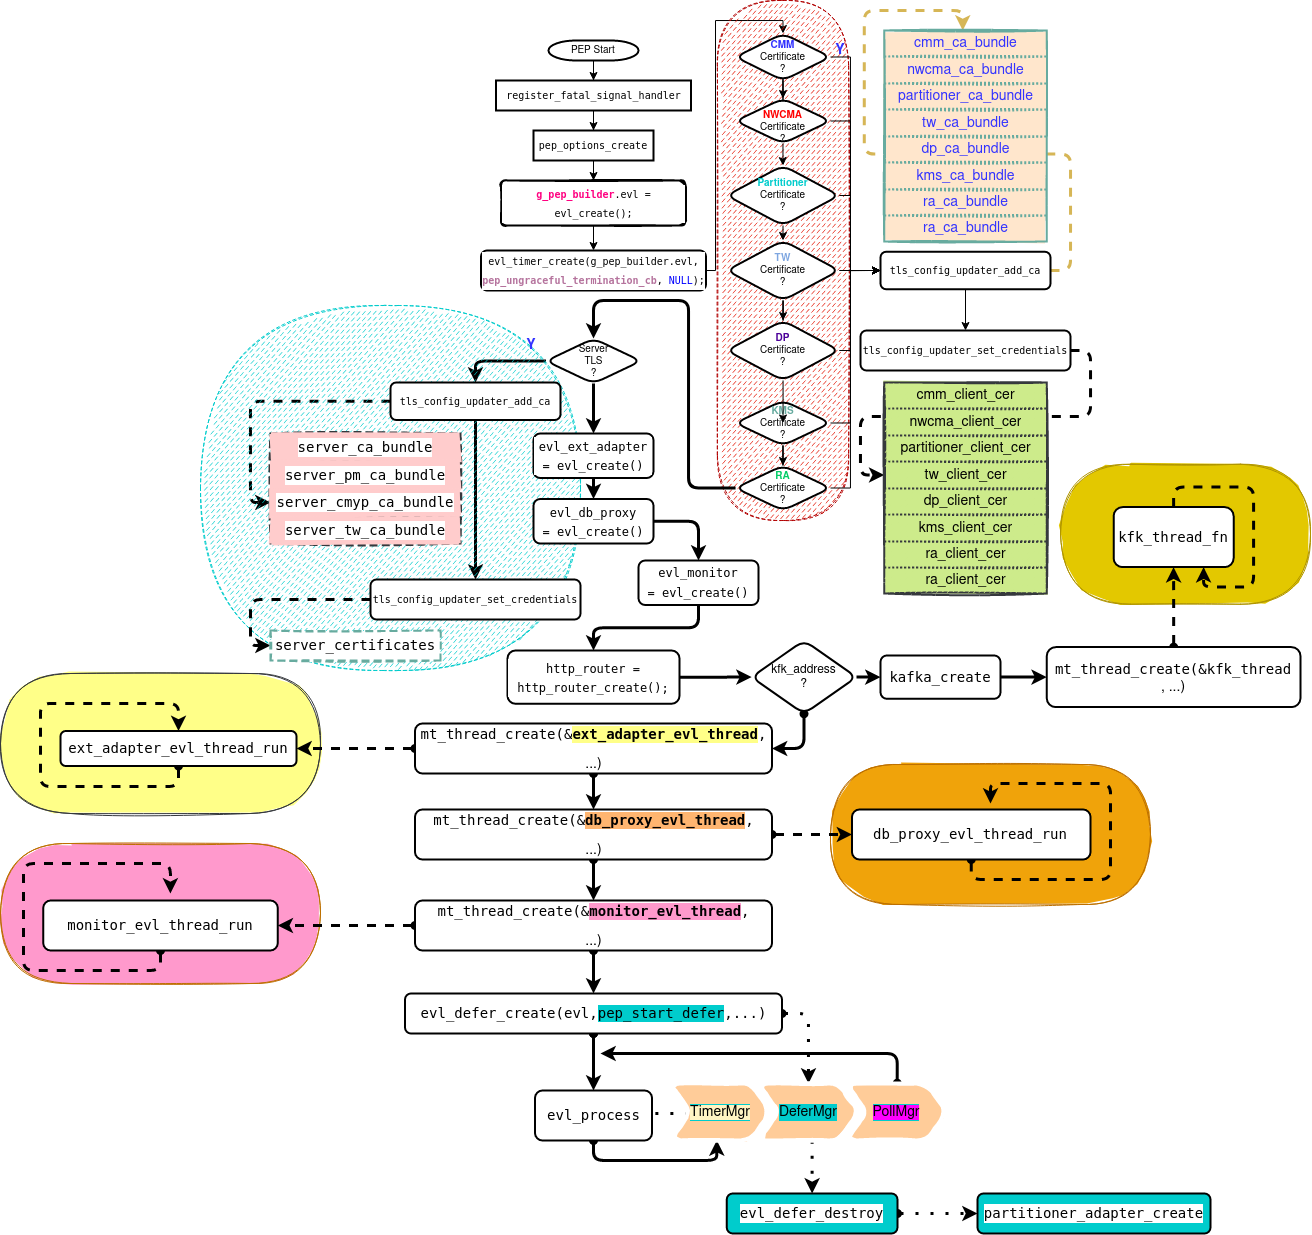 PEP Start
register_fatal_signal_handler
pep_options_create
g_pep_builder.evl =
evl_create();
evl_timer_create(g_pep_builder.evl,
pep_ungraceful_termination_cb, NULL);
CMM
Certificate
?
Y
NWCMA
Certificate
?
Partitioner
Certificate
?
TW
Certificate
?
DP
Certificate
?
KMS
Certificate
?
RA
Certificate
?
cmm_ca_bundle
nwcma_ca_bundle
partitioner_ca_bundle
tw_ca_bundle
dp_ca_bundle
kms_ca_bundle
ra_ca_bundle
ra_ca_bundle
tls_config_updater_add_ca
tls_config_updater_set_credentials
cmm_client_cer
nwcma_client_cer
partitioner_client_cer
tw_client_cer
dp_client_cer
kms_client_cer
ra_client_cer
ra_client_cer
Server
TLS
?
Y
tls_config_updater_add_ca
server_ca_bundle
server_pm_ca_bundle
server_cmyp_ca_bundle
server_tw_ca_bundle
tls_config_updater_set_credentials
server_certificates
evl_ext_adapter
= evl_create()
evl_db_proxy
= evl_create()
evl_monitor
= evl_create()
http_router =
http_router_create();
kfk_address
?
kafka_create
mt_thread_create(&kfk_thread
, ...)
kfk_thread_fn
mt_thread_create(&ext_adapter_evl_thread,
...)
ext_adapter_evl_thread_run
mt_thread_create(&db_proxy_evl_thread,
...)
db_proxy_evl_thread_run
mt_thread_create(&monitor_evl_thread,
...)
monitor_evl_thread_run
evl_defer_create(evl,pep_start_defer,...)
evl_process
TimerMgr
DeferMgr
PollMgr
evl_defer_destroy
partitioner_adapter_create